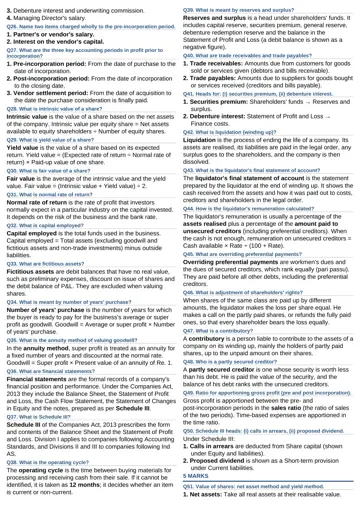 3. Debenture interest and underwriting commission.
4. Managing Director's salary.
Q26. Name two items charged wholly to the pre-incorporation period.
1. Partner's or vendor's salary.
2. Interest on the vendor's capital.
Q27. What are the three key accounting periods in profit prior to
incorporation?
1. Pre-incorporation period: From the date of purchase to the
date of incorporation.
2. Post-incorporation period: From the date of incorporation
to the closing date.
3. Vendor settlement period: From the date of acquisition to
the date the purchase consideration is finally paid.
Q28. What is intrinsic value of a share?
Intrinsic value is the value of a share based on the net assets
of the company. Intrinsic value per equity share = Net assets
available to equity shareholders ÷ Number of equity shares.
Q29. What is yield value of a share?
Yield value is the value of a share based on its expected
return. Yield value = (Expected rate of return ÷ Normal rate of
return) × Paid-up value of one share.
Q30. What is fair value of a share?
Fair value is the average of the intrinsic value and the yield
value. Fair value = (Intrinsic value + Yield value) ÷ 2.
Q31. What is normal rate of return?
Normal rate of return is the rate of profit that investors
normally expect in a particular industry on the capital invested.
It depends on the risk of the business and the bank rate.
Q32. What is capital employed?
Capital employed is the total funds used in the business.
Capital employed = Total assets (excluding goodwill and
fictitious assets and non-trade investments) minus outside
liabilities.
Q33. What are fictitious assets?
Fictitious assets are debit balances that have no real value,
such as preliminary expenses, discount on issue of shares and
the debit balance of P&L. They are excluded when valuing
shares.
Q34. What is meant by number of years' purchase?
Number of years' purchase is the number of years for which
the buyer is ready to pay for the business's average or super
profit as goodwill. Goodwill = Average or super profit × Number
of years' purchase.
Q35. What is the annuity method of valuing goodwill?
In the annuity method, super profit is treated as an annuity for
a fixed number of years and discounted at the normal rate.
Goodwill = Super profit × Present value of an annuity of Re. 1.
Q36. What are financial statements?
Financial statements are the formal records of a company's
financial position and performance. Under the Companies Act,
2013 they include the Balance Sheet, the Statement of Profit
and Loss, the Cash Flow Statement, the Statement of Changes
in Equity and the notes, prepared as per Schedule III.
Q37. What is Schedule III?
Schedule III of the Companies Act, 2013 prescribes the form
and contents of the Balance Sheet and the Statement of Profit
and Loss. Division I applies to companies following Accounting
Standards, and Divisions II and III to companies following Ind
AS.
Q38. What is the operating cycle?
The operating cycle is the time between buying materials for
processing and receiving cash from their sale. If it cannot be
identified, it is taken as 12 months; it decides whether an item
is current or non-current.
Q39. What is meant by reserves and surplus?
Reserves and surplus is a head under shareholders' funds. It
includes capital reserve, securities premium, general reserve,
debenture redemption reserve and the balance in the
Statement of Profit and Loss (a debit balance is shown as a
negative figure).
Q40. What are trade receivables and trade payables?
1. Trade receivables: Amounts due from customers for goods
sold or services given (debtors and bills receivable).
2. Trade payables: Amounts due to suppliers for goods bought
or services received (creditors and bills payable).
Q41. Heads for: (i) securities premium, (ii) debenture interest.
1. Securities premium: Shareholders' funds → Reserves and
surplus.
2. Debenture interest: Statement of Profit and Loss →
Finance costs.
Q42. What is liquidation (winding up)?
Liquidation is the process of ending the life of a company. Its
assets are realised, its liabilities are paid in the legal order, any
surplus goes to the shareholders, and the company is then
dissolved.
Q43. What is the liquidator's final statement of account?
The liquidator's final statement of account is the statement
prepared by the liquidator at the end of winding up. It shows the
cash received from the assets and how it was paid out to costs,
creditors and shareholders in the legal order.
Q44. How is the liquidator's remuneration calculated?
The liquidator's remuneration is usually a percentage of the
assets realised plus a percentage of the amount paid to
unsecured creditors (including preferential creditors). When
the cash is not enough, remuneration on unsecured creditors =
Cash available × Rate ÷ (100 + Rate).
Q45. What are overriding preferential payments?
Overriding preferential payments are workmen's dues and
the dues of secured creditors, which rank equally (pari passu).
They are paid before all other debts, including the preferential
creditors.
Q46. What is adjustment of shareholders' rights?
When shares of the same class are paid up by different
amounts, the liquidator makes the loss per share equal. He
makes a call on the partly paid shares, or refunds the fully paid
ones, so that every shareholder bears the loss equally.
Q47. What is a contributory?
A contributory is a person liable to contribute to the assets of a
company on its winding up, mainly the holders of partly paid
shares, up to the unpaid amount on their shares.
Q48. Who is a partly secured creditor?
A partly secured creditor is one whose security is worth less
than his debt. He is paid the value of the security, and the
balance of his debt ranks with the unsecured creditors.
Q49. Ratio for apportioning gross profit (pre and post incorporation).
Gross profit is apportioned between the pre- and
post-incorporation periods in the sales ratio (the ratio of sales
of the two periods). Time-based expenses are apportioned in
the time ratio.
Q50. Schedule III heads: (i) calls in arrears, (ii) proposed dividend.
Under Schedule III:
1. Calls in arrears are deducted from Share capital (shown
under Equity and Liabilities).
2. Proposed dividend is shown as a Short-term provision
under Current liabilities.
5 MARKS
Q51. Value of shares: net asset method and yield method.
1. Net assets: Take all real assets at their realisable value.